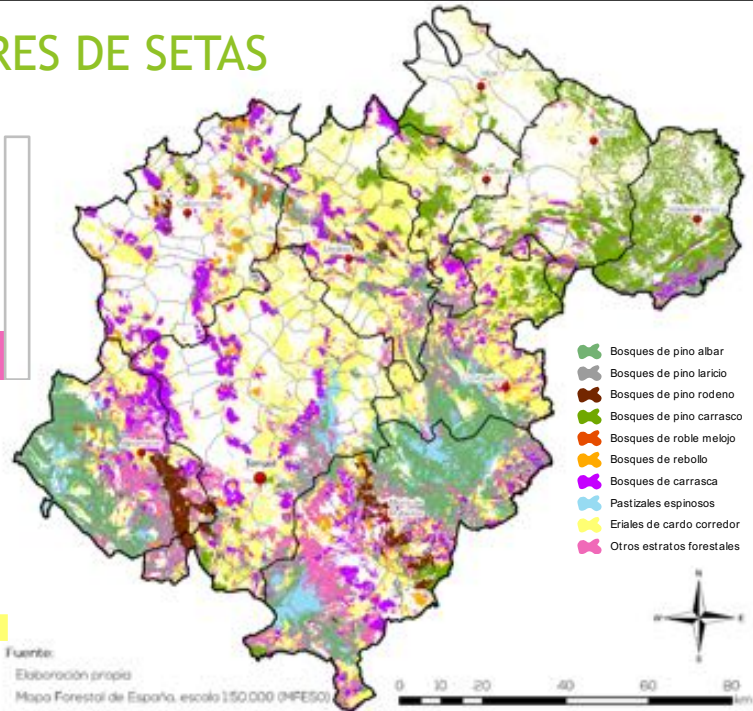 RES DE SETAS
Bosques de pino albar
Bosques de pino laricio
Bosques de pino rodeno
Bosques de pino carrasco
Bosques de roble melojo
Bosques de rebollo
Bosques de carrasca
Pastizales espinosos
Eriales de cardo corredor
Otros estratos forestales
N
W
E
S
Fuente:
Elaboración propia
Mapa Forestal de España, escala 1:50.000 (MFE50)
0 10 20 40 60 80
km